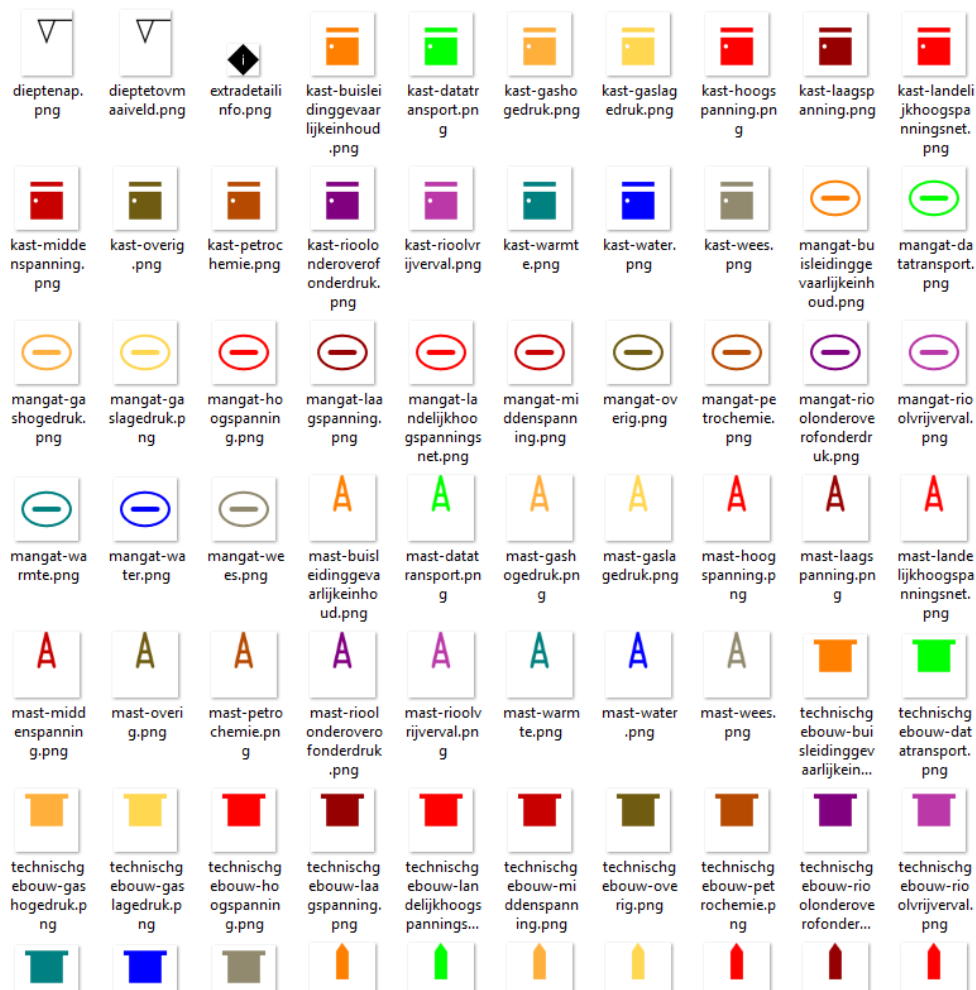 dieptenap.
png
dieptetovm
aaiveld.png
extradetaili
nfo.png
kast-buislei
dinggevaar
lijkeinhoud
.png
kast-datatr
ansport.pn
g
kast-gasho
gedruk.png
kast-gaslag
edruk.png
kast-hoogs
panning.pn
g
kast-laagsp
anning.png
kast-landeli
jkhoogspa
nningsnet.
png
kast-midde
nspanning.
png
kast-overig
.png
kast-petroc
hemie.png
kast-rioolo
nderoverof
onderdruk.
png
kast-rioolvr
ijverval.png
kast-warmt
e.png
kast-water.
png
kast-wees.
png
mangat-bu
isleidingge
vaarlijkeinh
oud.png
mangat-da
tatransport.
png
mangat-ga
shogedruk.
png
mangat-ga
slagedruk.p
ng
mangat-ho
ogspannin
g.png
mangat-laa
gspanning.
png
mangat-la
ndelijkhoo
gspannings
net.png
mangat-mi
ddenspann
ing.png
mangat-ov
erig.png
mangat-pe
trochemie.
png
mangat-rio
olonderove
rofonderdr
uk.png
mangat-rio
olvrijverval.
png
mangat-wa
rmte.png
mangat-wa
ter.png
mangat-we
es.png
mast-buisl
eidinggeva
arlijkeinho
ud.png
mast-datat
ransport.pn
g
mast-gash
ogedruk.pn
g
mast-gasla
gedruk.png
mast-hoog
spanning.p
ng
mast-laags
panning.pn
g
mast-lande
lijkhoogspa
nningsnet.
png
mast-midd
enspannin
g.png
mast-overi
g.png
mast-petro
chemie.pn
g
mast-riool
onderovero
fonderdruk
.png
mast-rioolv
rijverval.pn
g
mast-warm
te.png
mast-water
.png
mast-wees.
png
technischg
ebouw-bui
sleidinggev
aarlijkein...
technischg
ebouw-dat
atransport.
png
technischg
ebouw-gas
hogedruk.p
ng
technischg
ebouw-gas
lagedruk.p
ng
technischg
ebouw-ho
ogspannin
g.png
technischg
ebouw-laa
gspanning.
png
technischg
ebouw-lan
delijkhoogs
pannings...
technischg
ebouw-mi
ddenspann
ing.png
technischg
ebouw-ove
rig.png
technischg
ebouw-pet
rochemie.p
ng
technischg
ebouw-rio
olonderove
rofonder...
technischg
ebouw-rio
olvrijverval.
png